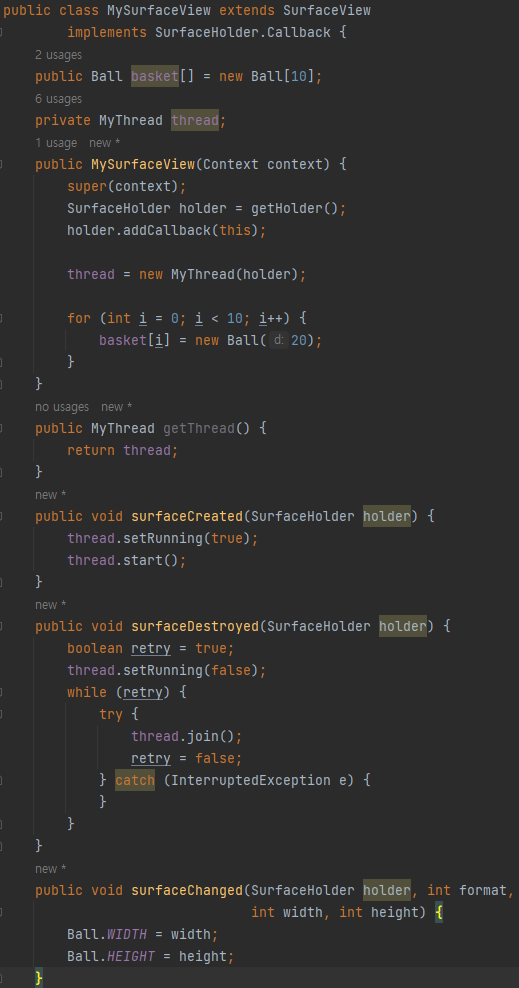 public class MySurfaceView extends SurfaceView
        implements SurfaceHolder.Callback {
    2 usages
    public Ball basket[] = new Ball[10];
    6 usages
    private MyThread thread;
    1 usage   new *
    public MySurfaceView(Context context) {
        super(context);
        SurfaceHolder holder = getHolder();
        holder.addCallback(this);

        thread = new MyThread(holder);

        for (int i = 0; i < 10; i++) {
            basket[i] = new Ball( d: 20);
        }
    }
    no usages   new *
    public MyThread getThread() {
        return thread;
    }
    new *
    public void surfaceCreated(SurfaceHolder holder) {
        thread.setRunning(true);
        thread.start();
    }
    new *
    public void surfaceDestroyed(SurfaceHolder holder) {
        boolean retry = true;
        thread.setRunning(false);
        while (retry) {
            try {
                thread.join();
                retry = false;
            } catch (InterruptedException e) {
            }
        }
    }
    new *
    public void surfaceChanged(SurfaceHolder holder, int format,
                               int width, int height) {
        Ball.WIDTH = width;
        Ball.HEIGHT = height;
    }